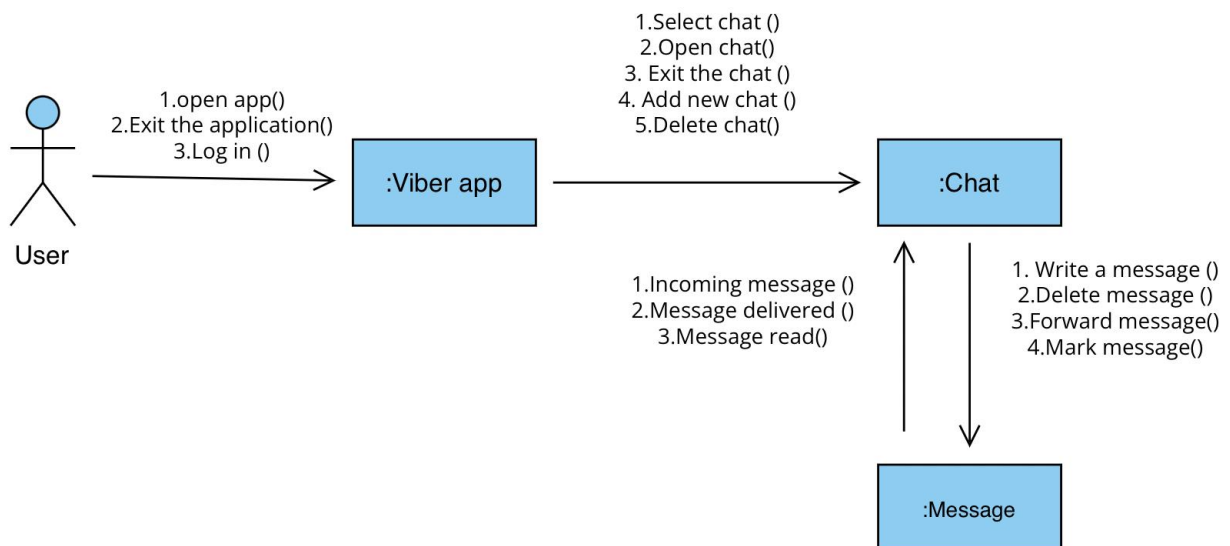 1.open app()
2.Exit the application()
3.Log in ()
User
:Viber app
1.Select chat ()
2.Open chat()
3. Exit the chat ()
4. Add new chat ()
5.Delete chat()
:Chat
1.Incoming message ()
2.Message delivered ()
3.Message read()
1. Write a message ()
2.Delete message ()
3.Forward message()
4.Mark message()
:Message